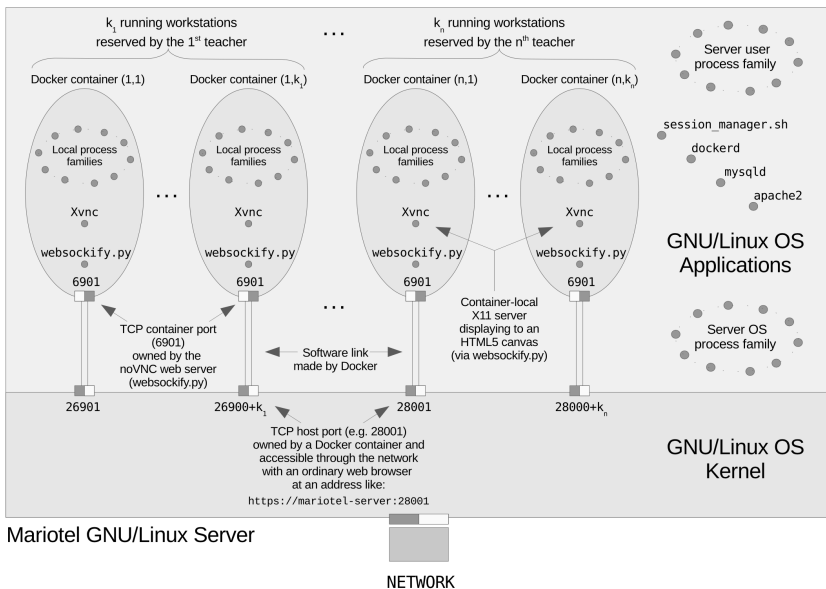 k1 running workstations
reserved by the 1st teacher
...
kn running workstations
reserved by the nth teacher
Server user
process family
Docker container (1,1)
Docker container (1,k1)
Docker container (n,1)
Docker container (n,kn)
Local process
families
Local process
families
Local process
families
Local process
families
session_manager.sh
dockerd
mysqld
apache2
...
...
Xvnc
Xvnc
Xvnc
Xvnc
websockify.py
websockify.py
websockify.py
websockify.py
6901
6901
6901
6901
GNU/Linux OS
Applications
...
TCP container port
(6901)
owned by the
noVNC web server
(websockify.py)
Software link
made by Docker
Container-local
X11 server
displaying to an
HTML5 canvas
(via websockify.py)
Server OS
process family
26901
26900+k1
28001
28000+kn
TCP host port (e.g. 28001)
owned by a Docker container and
accessible through the network
with an ordinary web browser
at an address like:
https://mariotel-server:28001
GNU/Linux OS
Kernel
Mariotel GNU/Linux Server
NETWORK